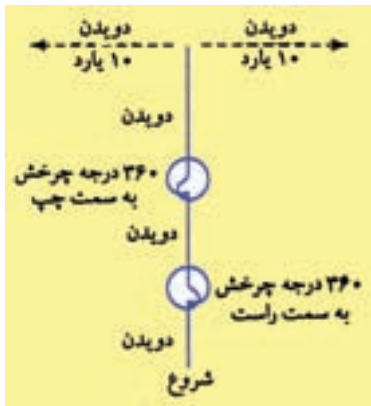 دویدن
۱۰ یارد
دویدن
۱۰ یارد
دویدن
۳۶۰ درجه چرخش
به سمت چپ
دویدن
۳۶۰ درجه چرخش
به سمت راست
دویدن
شروع